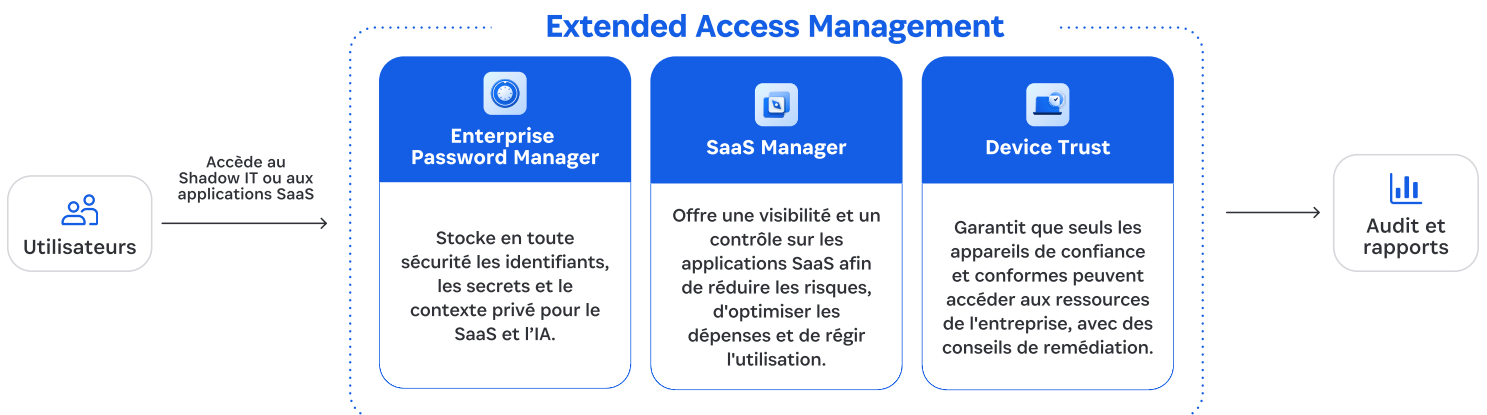 Extended Access Management
Accède au
Shadow IT ou aux
applications SaaS
Utilisateurs
Enterprise
Password Manager
Stocke en toute
sécurité les identifiants,
les secrets et le
contexte privé pour le
SaaS et l’IA.
SaaS Manager
Offre une visibilité et un
contrôle sur les
applications SaaS afin
de réduire les risques,
d'optimiser les
dépenses et de régir
l'utilisation.
Device Trust
Garantit que seuls les
appareils de confiance
et conformes peuvent
accéder aux ressources
de l'entreprise, avec des
conseils de remédiation.
Audit et
rapports